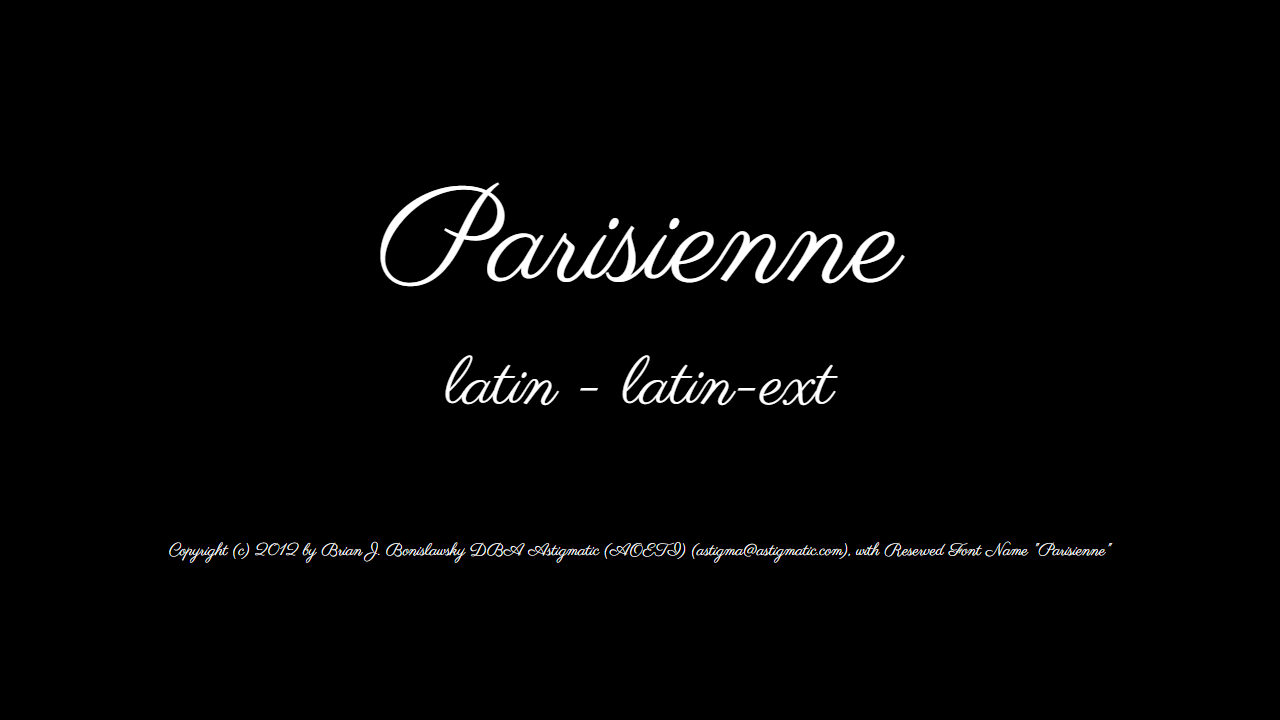 Parisienne
latin - latin-ext
Copyright (c) 2012 by Brian J. Bonislawsky DBA Astigmatic (AOETI) (astigma@astigmatic.com), with Reserved Font Name "Parisienne"